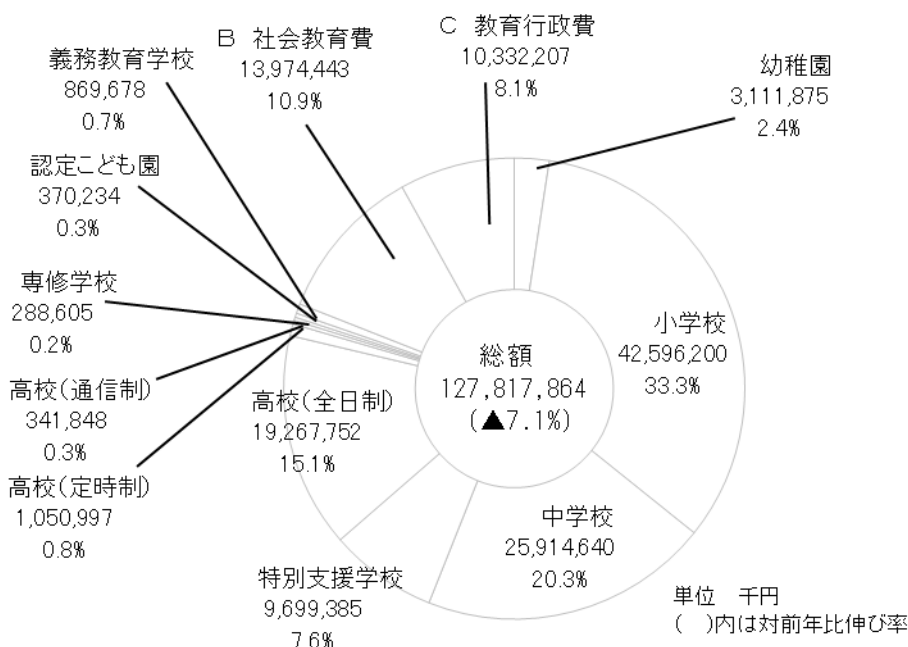 C 教育行政費
10,332,207
8.1%
B 社会教育費
13,974,443
10.9%
義務教育学校
869,678
0.7%
幼稚園
3,111,875
2.4%
認定こども園
370,234
0.3%
専修学校
288,605
0.2%
高校(通信制)
341,848
0.3%
高校(定時制)
1,050,997
0.8%
高校(全日制)
19,267,752
15.1%
総額
127,817,864
(▲7.1%)
小学校
42,596,200
33.3%
中学校
25,914,640
20.3%
特別支援学校
9,699,385
7.6%
単位 千円
( )内は対前年比伸び率